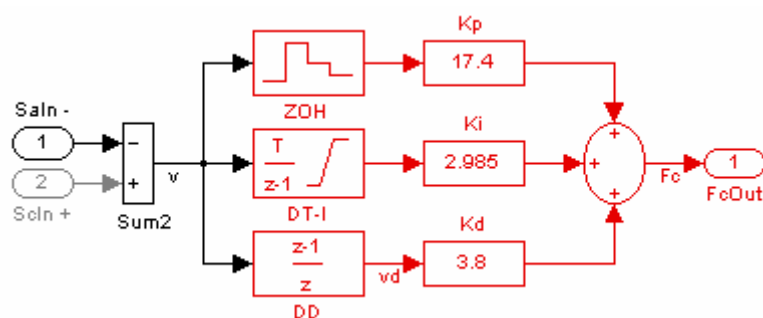 Kp
17.4
ZOH
SaIn -
1
-
2
+
ScIn +
Sum2
v
T
z-1
DT-I
Ki
2.985
z-1
z
DD
vd
Kd
3.8
+
+
+
Fc
1
FcOut